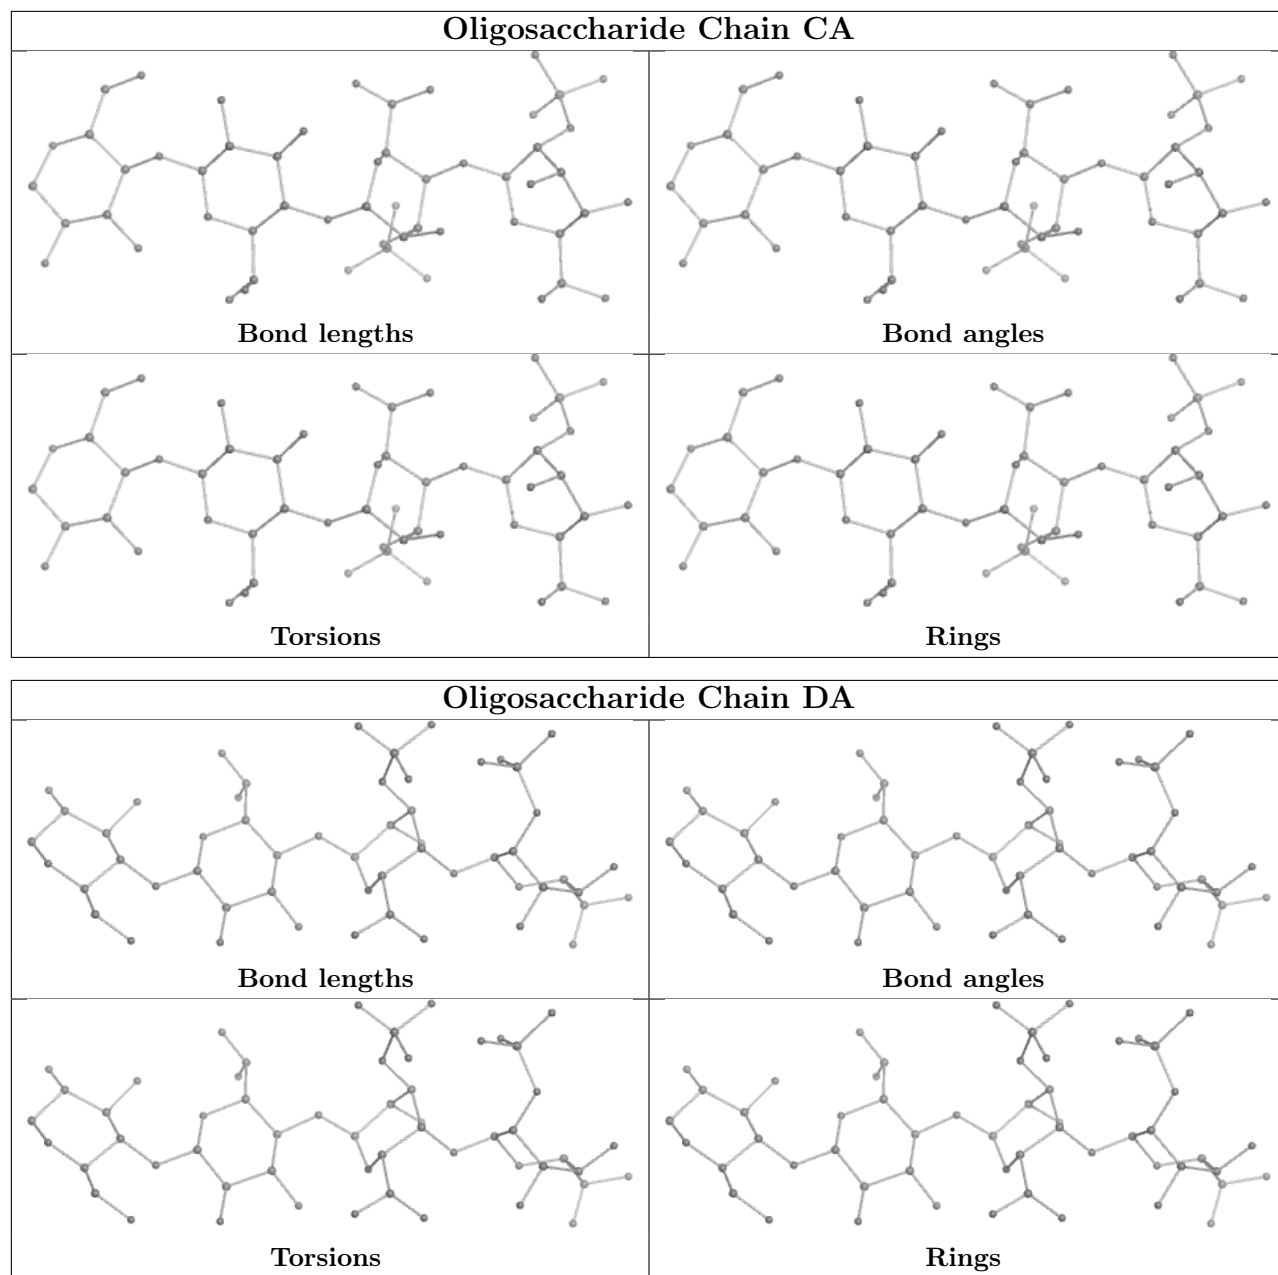 Oligosaccharide Chain CA
Bond lengths
Bond angles
Torsions
Rings
Oligosaccharide Chain DA
Bond lengths
Bond angles
Torsions
Rings